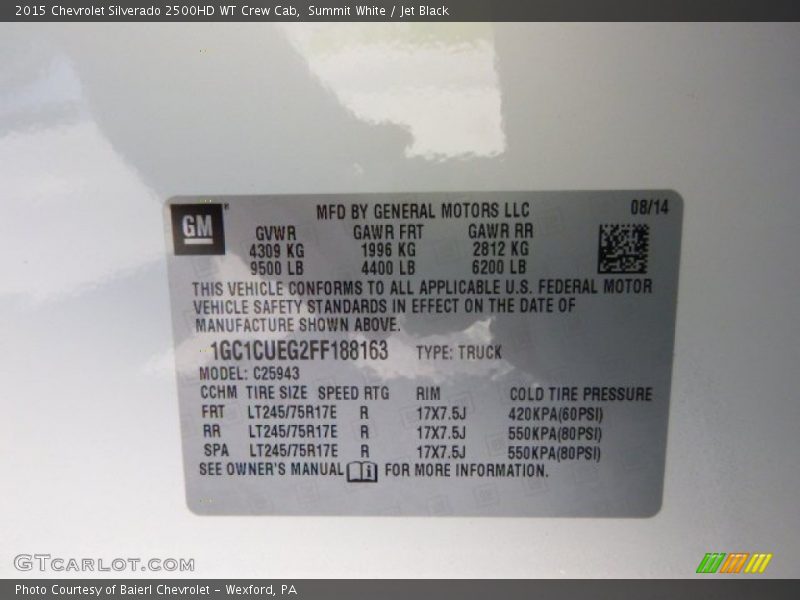 2015 Chevrolet Silverado 2500HD WT Crew Cab, Summit White / Jet Black
GM
MFD BY GENERAL MOTORS LLC 08/14
GVWR GAWR FRT GAWR RR
4309 KG 1996 KG 2812 KG
9500 LB 4400 LB 6200 LB
THIS VEHICLE CONFORMS TO ALL APPLICABLE U.S. FEDERAL MOTOR
VEHICLE SAFETY STANDARDS IN EFFECT ON THE DATE OF
MANUFACTURE SHOWN ABOVE.
1GC1CUEG2FF188163 TYPE: TRUCK
MODEL: C25943
CCHM TIRE SIZE SPEED RTG RIM COLD TIRE PRESSURE
FRT LT245/75R17E R 17X7.5J 420KPA(60PSI)
RR LT245/75R17E R 17X7.5J 550KPA(80PSI)
SPA LT245/75R17E R 17X7.5J 550KPA(80PSI)
SEE OWNER'S MANUAL i FOR MORE INFORMATION.
GTCARLOT.COM
Photo Courtesy of Baierl Chevrolet - Wexford, PA